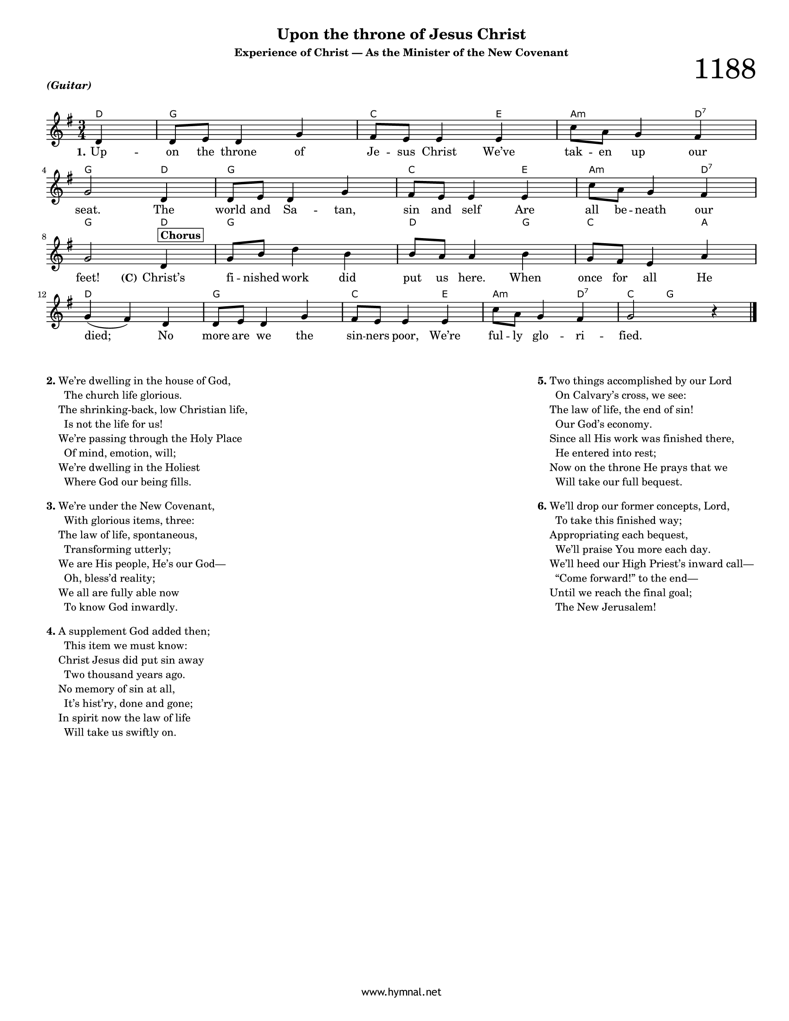 Upon the throne of Jesus Christ
Experience of Christ — As the Minister of the New Covenant
1188
(Guitar)
D G C E Am D7
1. Up - on the throne of Je - sus Christ We've tak - en up our
4 G D G C E Am D7
seat. The world and Sa - tan, sin and self Are all be - neath our
G D G D G C A
8 Chorus
feet! (C) Christ's fi - nished work did put us here. When once for all He
12 D G C E Am D7 C G
died; No more are we the sin-ners poor, We're ful - ly glo - ri - fied.
2. We're dwelling in the house of God,
The church life glorious.
The shrinking-back, low Christian life,
Is not the life for us!
We're passing through the Holy Place
Of mind, emotion, will;
We're dwelling in the Holiest
Where God our being fills.
3. We're under the New Covenant,
With glorious items, three:
The law of life, spontaneous,
Transforming utterly;
We are His people, He's our God—
Oh, bless'd reality;
We all are fully able now
To know God inwardly.
4. A supplement God added then;
This item we must know:
Christ Jesus did put sin away
Two thousand years ago.
No memory of sin at all,
It's hist'ry, done and gone;
In spirit now the law of life
Will take us swiftly on.
5. Two things accomplished by our Lord
On Calvary's cross, we see:
The law of life, the end of sin!
Our God's economy.
Since all His work was finished there,
He entered into rest;
Now on the throne He prays that we
Will take our full bequest.
6. We'll drop our former concepts, Lord,
To take this finished way;
Appropriating each bequest,
We'll praise You more each day.
We'll heed our High Priest's inward call—
“Come forward!” to the end—
Until we reach the final goal;
The New Jerusalem!
www.hymnal.net